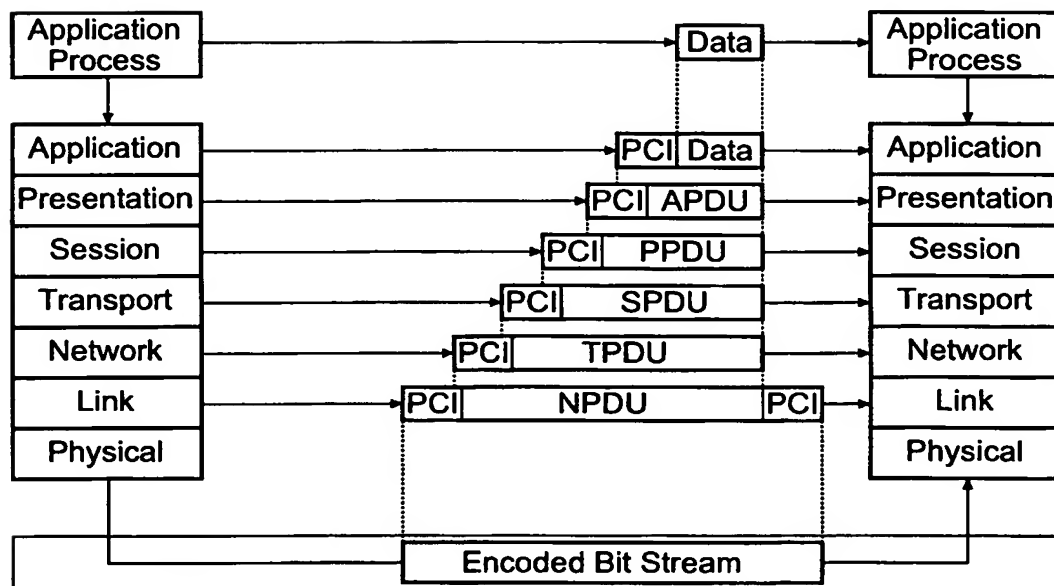 Application Process Data Application Process
Application PCI Data Application
Presentation PCI APDU Presentation
Session PCI PPDU Session
Transport PCI SPDU Transport
Network PCI TPDU Network
Link PCI NPDU PCI Link
Physical Physical
Encoded Bit Stream